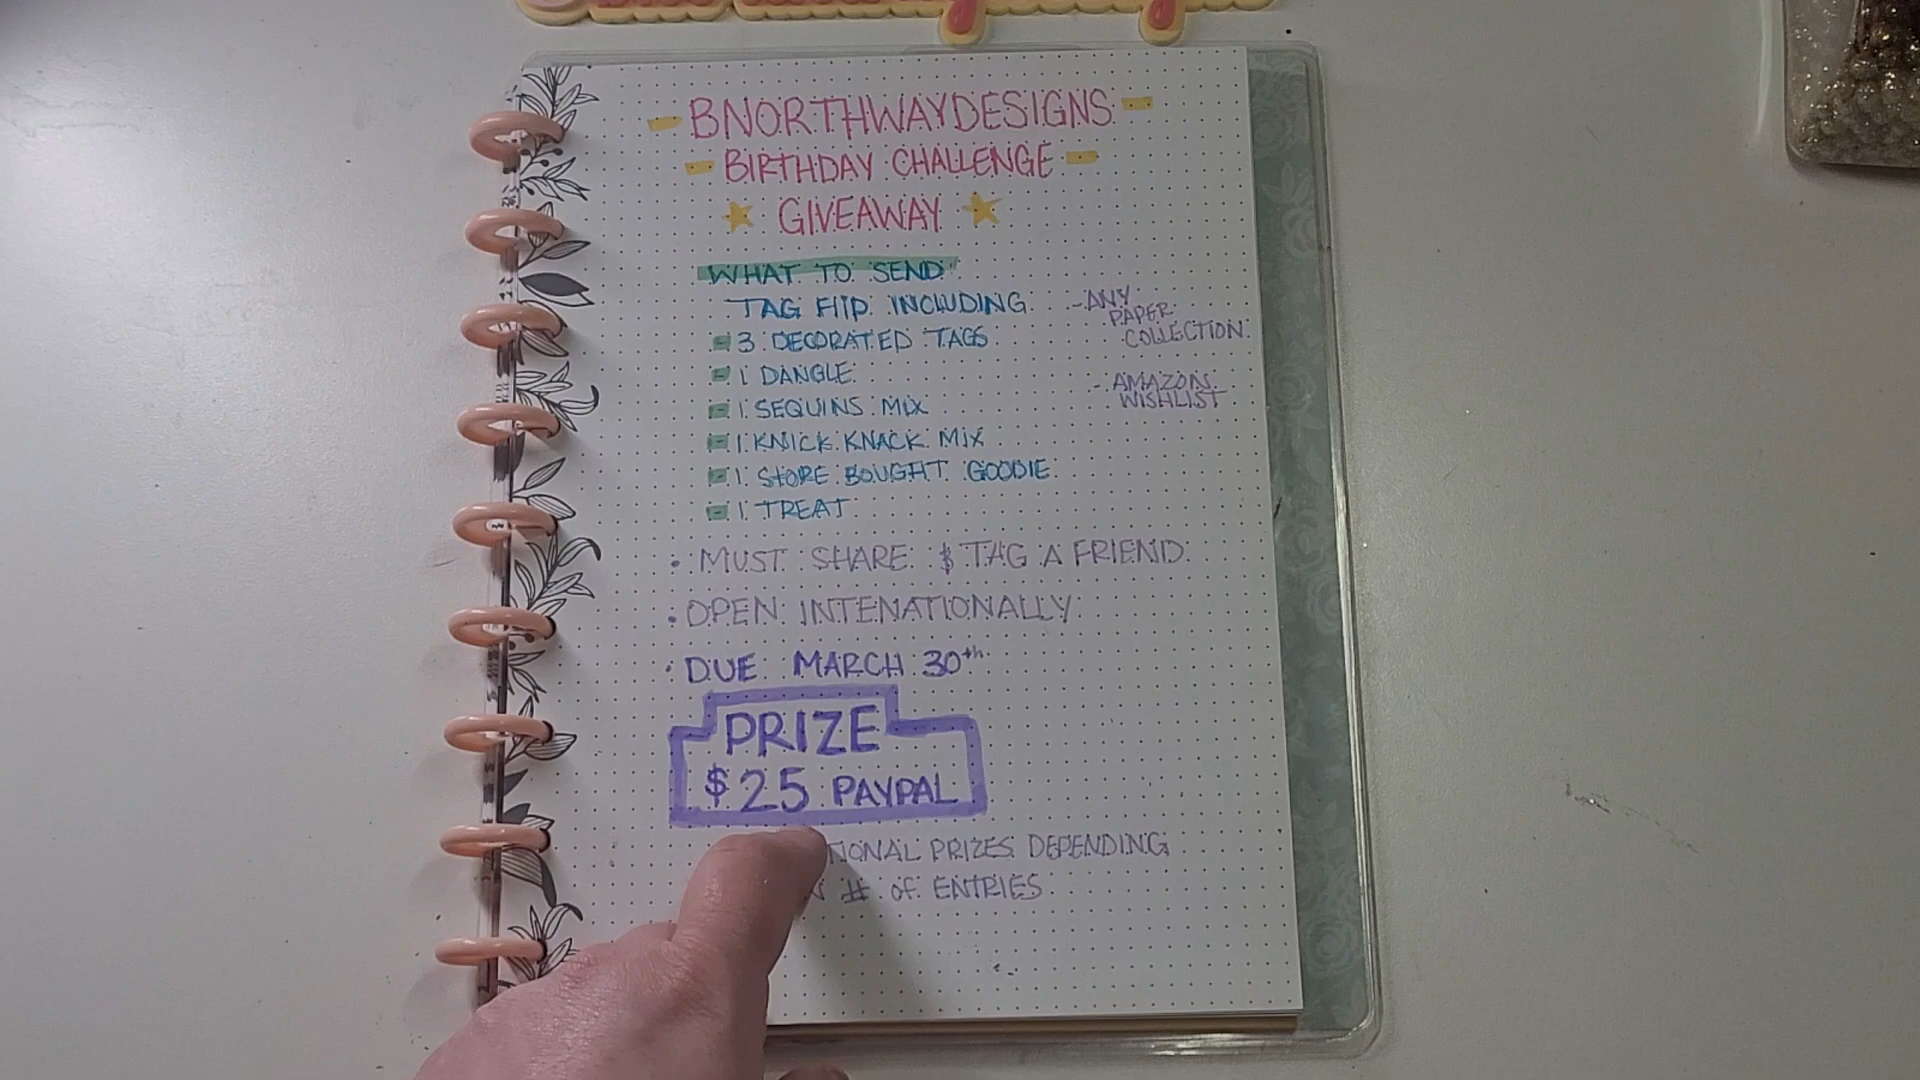 BNORTHWAYDESIGNS
BIRTHDAY CHALLENGE
GIVEAWAY
WHAT TO SEND
TAG FlIP INCLUDING
3 DECORATED TAGS
1 DANGLE
1 SEQUINS MIX
1 KNICK KNACK MIX
1 STORE BOUGHT GOODIE
1 TREAT
-ANY
PAPER
COLLECTION
- AMAZON
WISHLIST
• MUST SHARE & TAG A FRIEND
• OPEN INTENATIONALLY
• DUE MARCH 30th
PRIZE
$25 PAYPAL
PRIZES DEPENDING
# OF ENTRIES